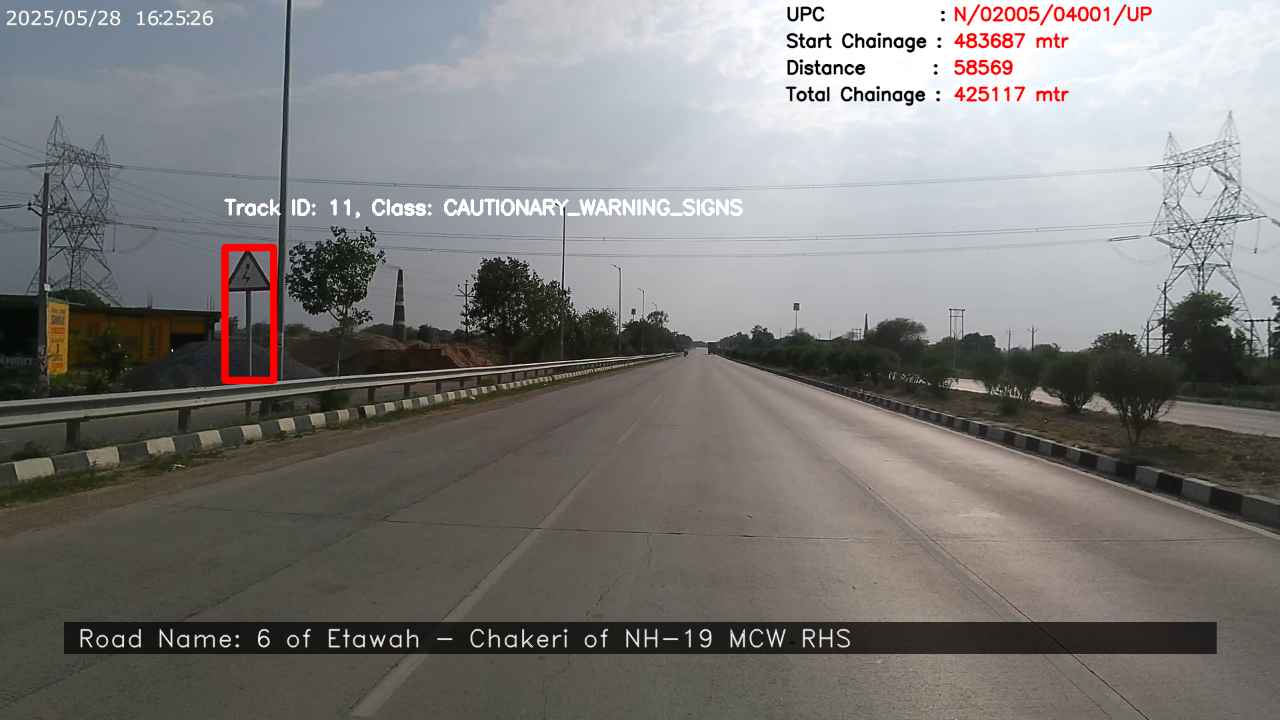 2025/05/28 16:25:26
UPC : N/02005/04001/UP
Start Chainage : 483687 mtr
Distance : 58569
Total Chainage : 425117 mtr
Track ID: 11, Class: CAUTIONARY_WARNING_SIGNS
Road Name: 6 of Etawah - Chakeri of NH-19 MCW RHS